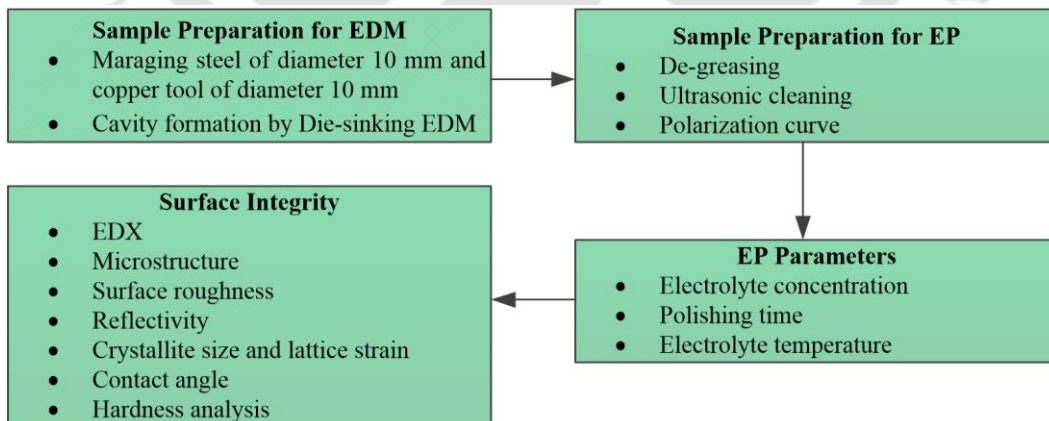 Sample Preparation for EDM
• Maraging steel of diameter 10 mm and
copper tool of diameter 10 mm
• Cavity formation by Die-sinking EDM
Sample Preparation for EP
• De-greasing
• Ultrasonic cleaning
• Polarization curve
EP Parameters
• Electrolyte concentration
• Polishing time
• Electrolyte temperature
Surface Integrity
• EDX
• Microstructure
• Surface roughness
• Reflectivity
• Crystallite size and lattice strain
• Contact angle
• Hardness analysis